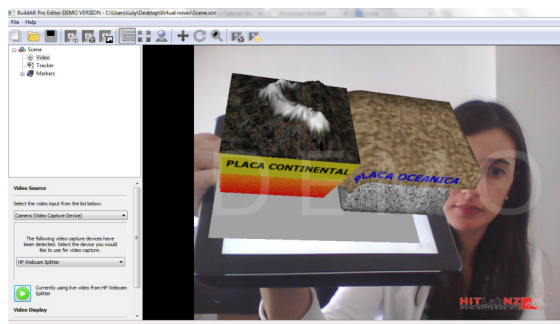 BuildAR Pro Editor DEMO VERSION - C:\Users\Luly\Desktop\Virtual noves\Scene.scn
File Help
Scene
Video
Tracker
Markers
Video Source
Select the video input from the list below:
Camera (Video Capture Device)
The following video capture devices have
been detected. Select the device you would
like to use for video capture.
HP Webcam Splitter
Currently using live video from HP Webcam
Splitter
Video Display
PLACA CONTINENTAL
PLACA OCEANICA
DEMO
HITLabNZ